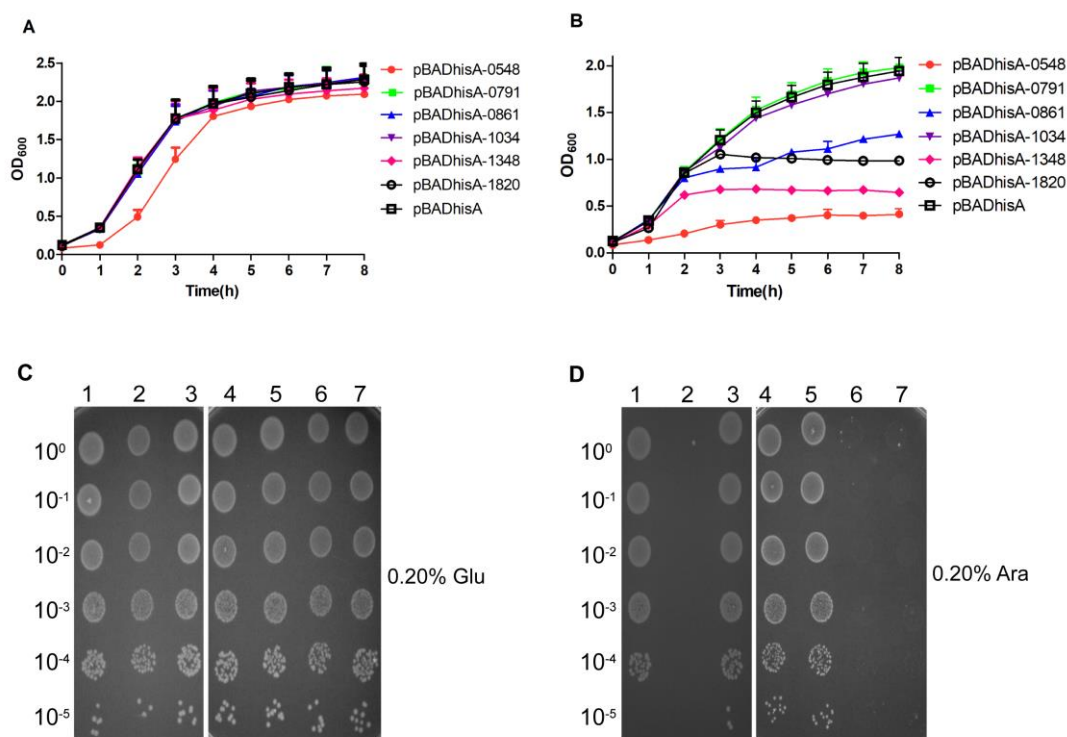 A
OD600
2.5
2.0
1.5
1.0
0.5
0.0
0 1 2 3 4 5 6 7 8
Time(h)
pBADhisA-0548
pBADhisA-0791
pBADhisA-0861
pBADhisA-1034
pBADhisA-1348
pBADhisA-1820
pBADhisA
B
OD600
2.0
1.5
1.0
0.5
0.0
0 1 2 3 4 5 6 7 8
Time(h)
pBADhisA-0548
pBADhisA-0791
pBADhisA-0861
pBADhisA-1034
pBADhisA-1348
pBADhisA-1820
pBADhisA
C
1 2 3 4 5 6 7
10⁰
10⁻¹
10⁻²
10⁻³
10⁻⁴
10⁻⁵
0.20% Glu
D
1 2 3 4 5 6 7
10⁰
10⁻¹
10⁻²
10⁻³
10⁻⁴
10⁻⁵
0.20% Ara